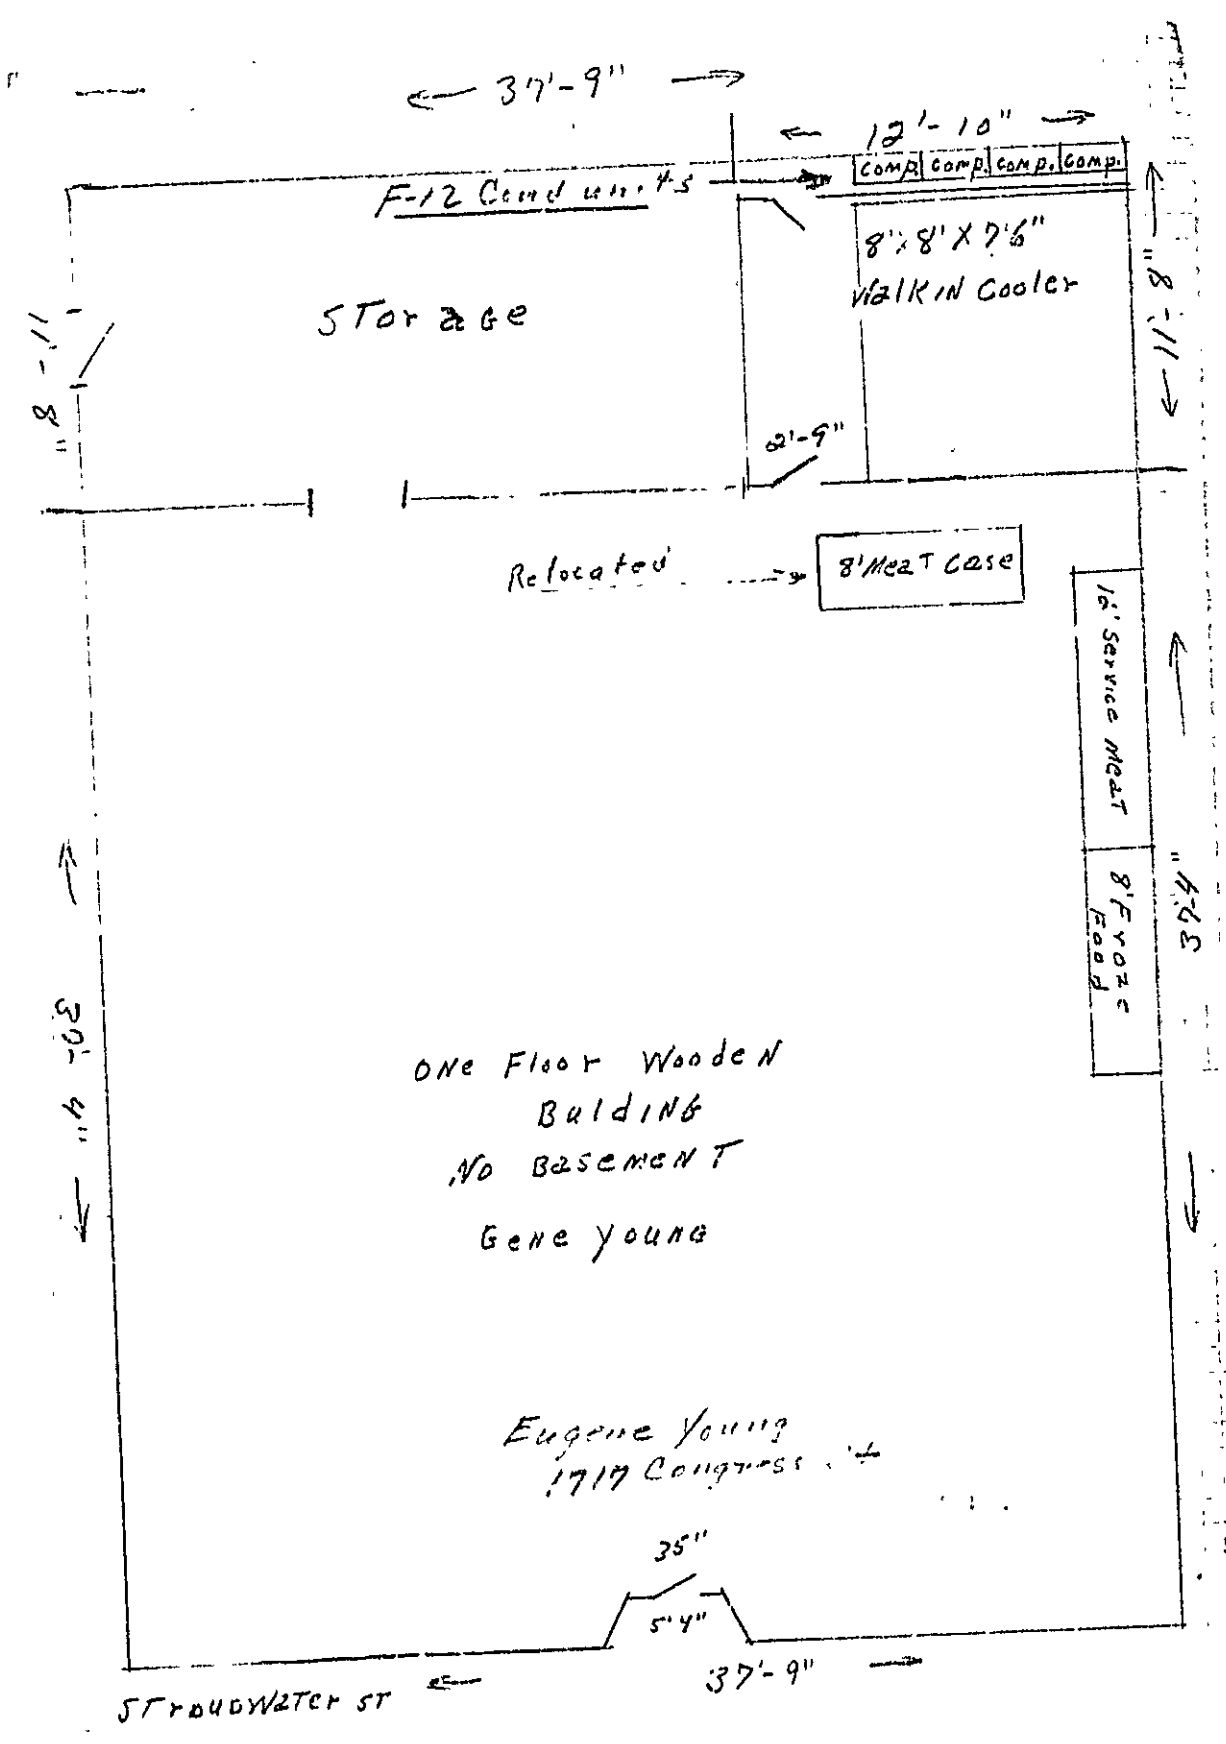 37'-9"
12'-10"
comp. comp. comp. comp.
F-12 Cond units
8'x8'x7'6"
WalkIN Cooler
SToraGe
11'-8"
11'-8"
2'-9"
Relocated
8' MeaT case
Service MeaT
8' Froze
Food
37'-4"
30'-4"
ONe Floor WoodeN
BuldING
No BasemeNT
GeNe YouNG
Eugene Young
1717 Congress
35"
5'4"
37'-9"
STrouDWaTer ST